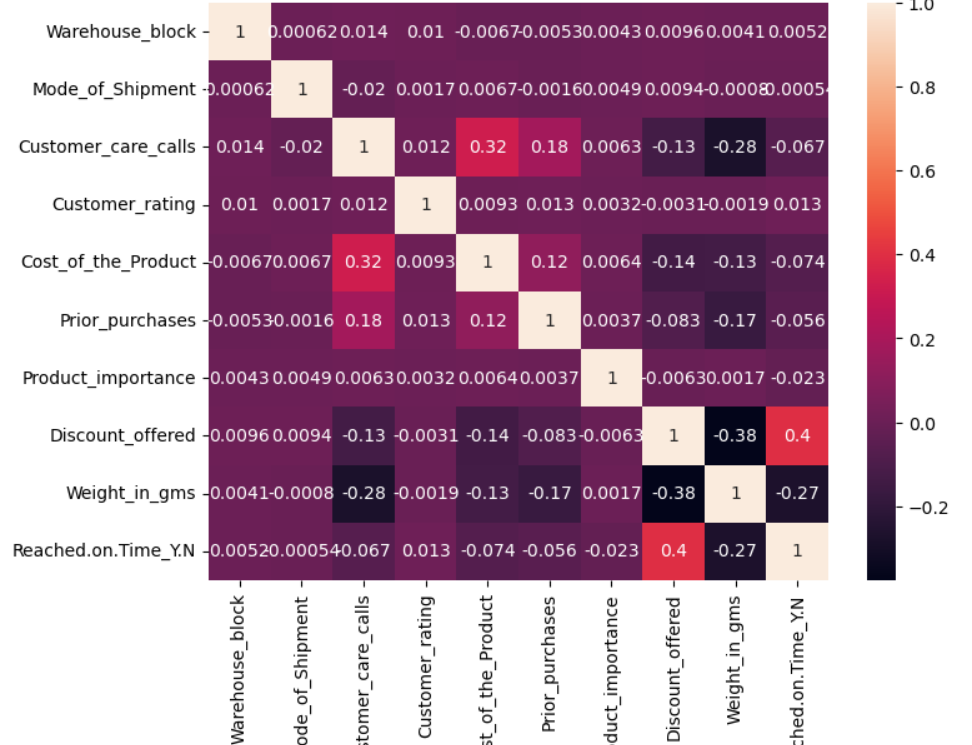 1.0
Warehouse_block 1 0.00062 0.014 0.01 -0.0067 -0.0053 0.0043 0.0096 0.0041 0.0052
0.8
Mode_of_Shipment 0.00062 1 -0.02 0.0017 0.0067 -0.0016 0.0049 0.0094 -0.0008 0.00054
Customer_care_calls 0.014 -0.02 1 0.012 0.32 0.18 0.0063 -0.13 -0.28 -0.067
0.6
Customer_rating 0.01 0.0017 0.012 1 0.0093 0.013 0.0032 -0.0031 -0.0019 0.013
Cost_of_the_Product -0.0067 0.0067 0.32 0.0093 1 0.12 0.0064 -0.14 -0.13 -0.074
0.4
Prior_purchases -0.0053 -0.0016 0.18 0.013 0.12 1 0.0037 -0.083 -0.17 -0.056
0.2
Product_importance 0.0043 0.0049 0.0063 0.0032 0.0064 0.0037 1 -0.0063 0.0017 -0.023
0.0
Discount_offered 0.0096 0.0094 -0.13 -0.0031 -0.14 -0.083 -0.0063 1 -0.38 0.4
Weight_in_gms 0.0041 -0.0008 -0.28 -0.0019 -0.13 -0.17 0.0017 -0.38 1 -0.27
−0.2
Reached.on.Time_Y.N 0.0052 0.00054 -0.067 0.013 -0.074 -0.056 -0.023 0.4 -0.27 1
Warehouse_block
ode_of_Shipment
stomer_care_calls
Customer_rating
st_of_the_Product
Prior_purchases
duct_importance
Discount_offered
Weight_in_gms
ched.on.Time_Y.N